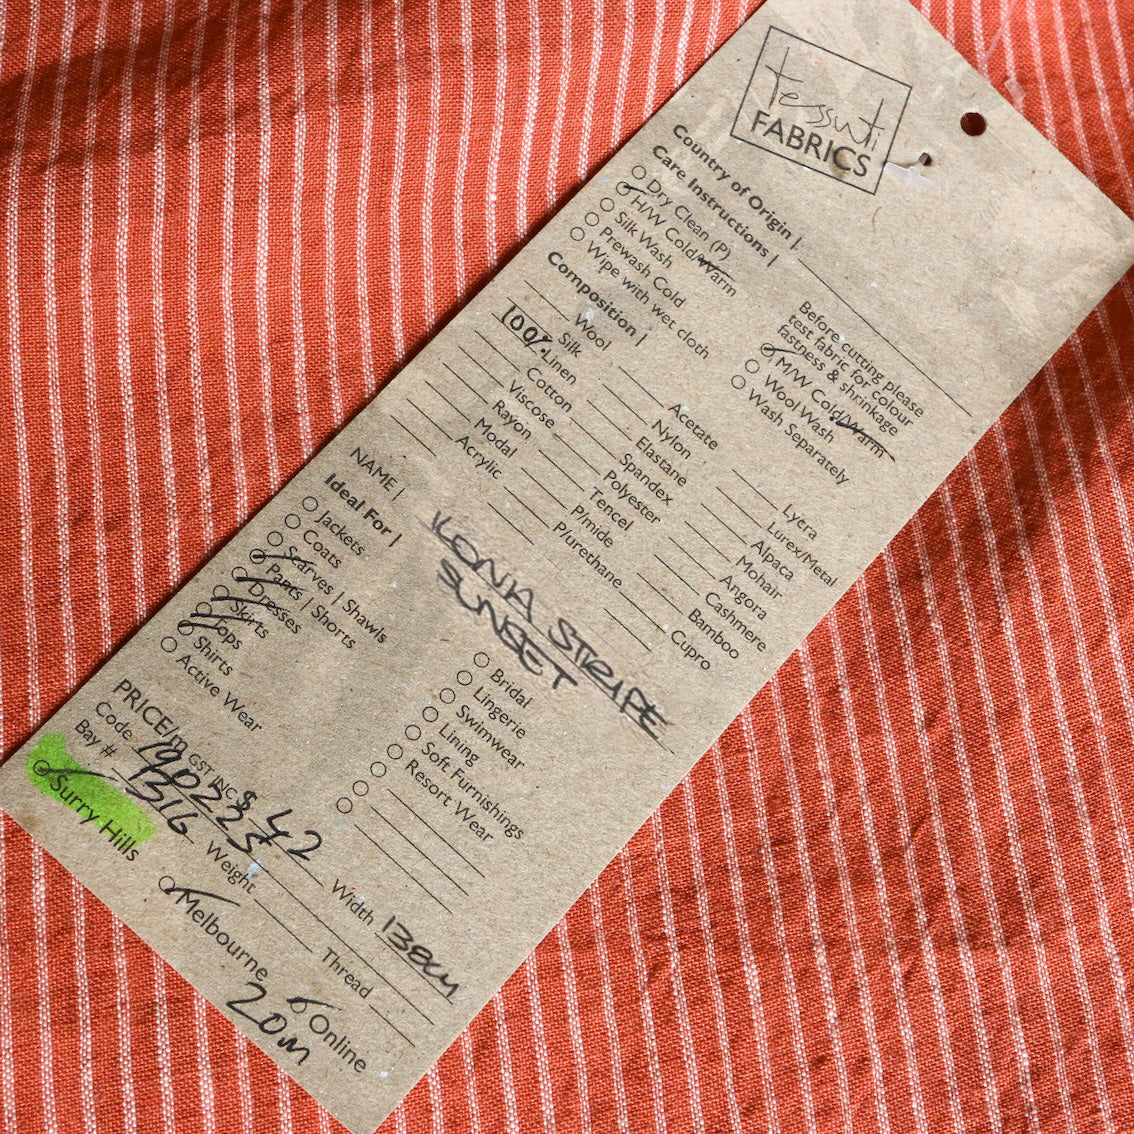 tessuti
FABRICS
Country of Origin |
Care Instructions |
Dry Clean (P)
H/W Cold/Warm
Silk Wash
Prewash Cold
Wipe with wet cloth
Before cutting please
test fabric for colour
fastness & shrinkage
M/W Cold/Warm
Wool Wash
Wash Separately
Composition |
Wool
Silk
100% Linen
Cotton
Viscose
Rayon
Modal
Acrylic
Acetate
Nylon
Elastane
Spandex
Polyester
Tencel
P/mide
P/urethane
Lytra
Lurex/Metal
Alpaca
Mohair
Angora
Cashmere
Bamboo
Cupro
NAME |
ILONIA STRIPE
SUNSET
Ideal For |
Jackets
Coats
Scarves | Shawls
Pants | Shorts
Dresses
Skirts
Tops
Shirts
Active Wear
Bridal
Lingerie
Swimwear
Lining
Soft Furnishings
Resort Wear
PRICE/m GST INC $ 42
Code 190225
Bay # 316
Weight
Width 138cm
Thread
Surry Hills
Melbourne
Online
20m